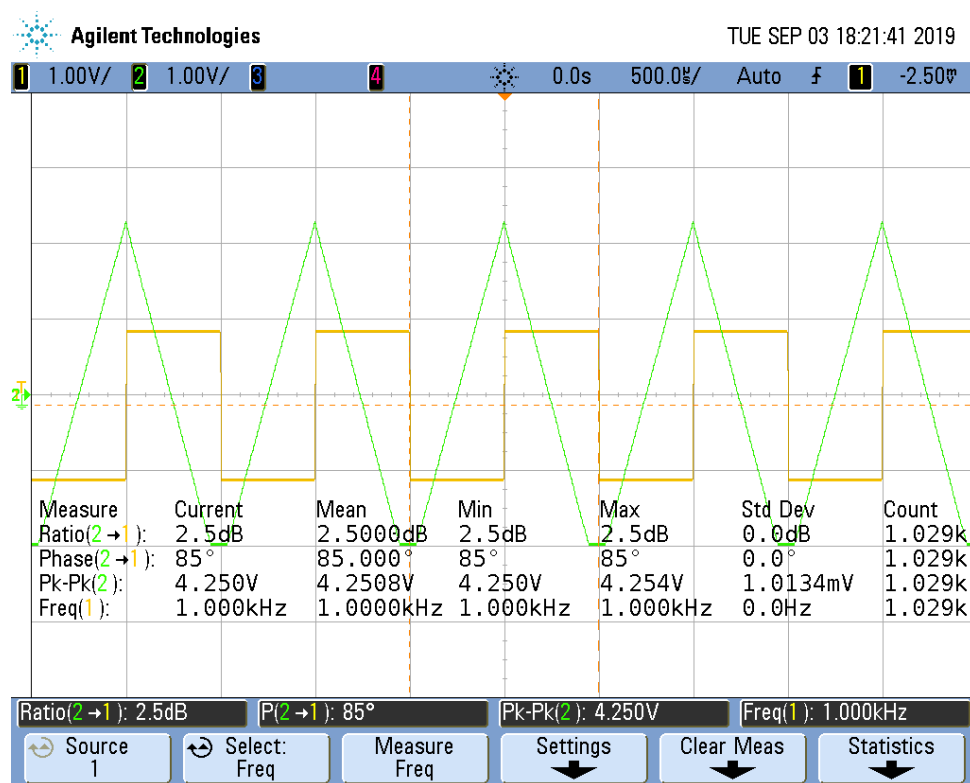 Agilent Technologies TUE SEP 03 18:21:41 2019
1 1.00V/ 2 1.00V/ 3 4 0.0s 500.0µs/ Auto 1 -2.50V
2
Measure Current Mean Min Max Std Dev Count
Ratio(2→1): 2.5dB 2.5000dB 2.5dB 2.5dB 0.0dB 1.029k
Phase(2→1): 85° 85.000° 85° 85° 0.0° 1.029k
Pk-Pk(2): 4.250V 4.2508V 4.250V 4.254V 1.0134mV 1.029k
Freq(1): 1.000kHz 1.0000kHz 1.000kHz 1.000kHz 0.0Hz 1.029k
Ratio(2→1): 2.5dB P(2→1): 85° Pk-Pk(2): 4.250V Freq(1): 1.000kHz
Source Select: Measure Settings Clear Meas Statistics
1 Freq Freq